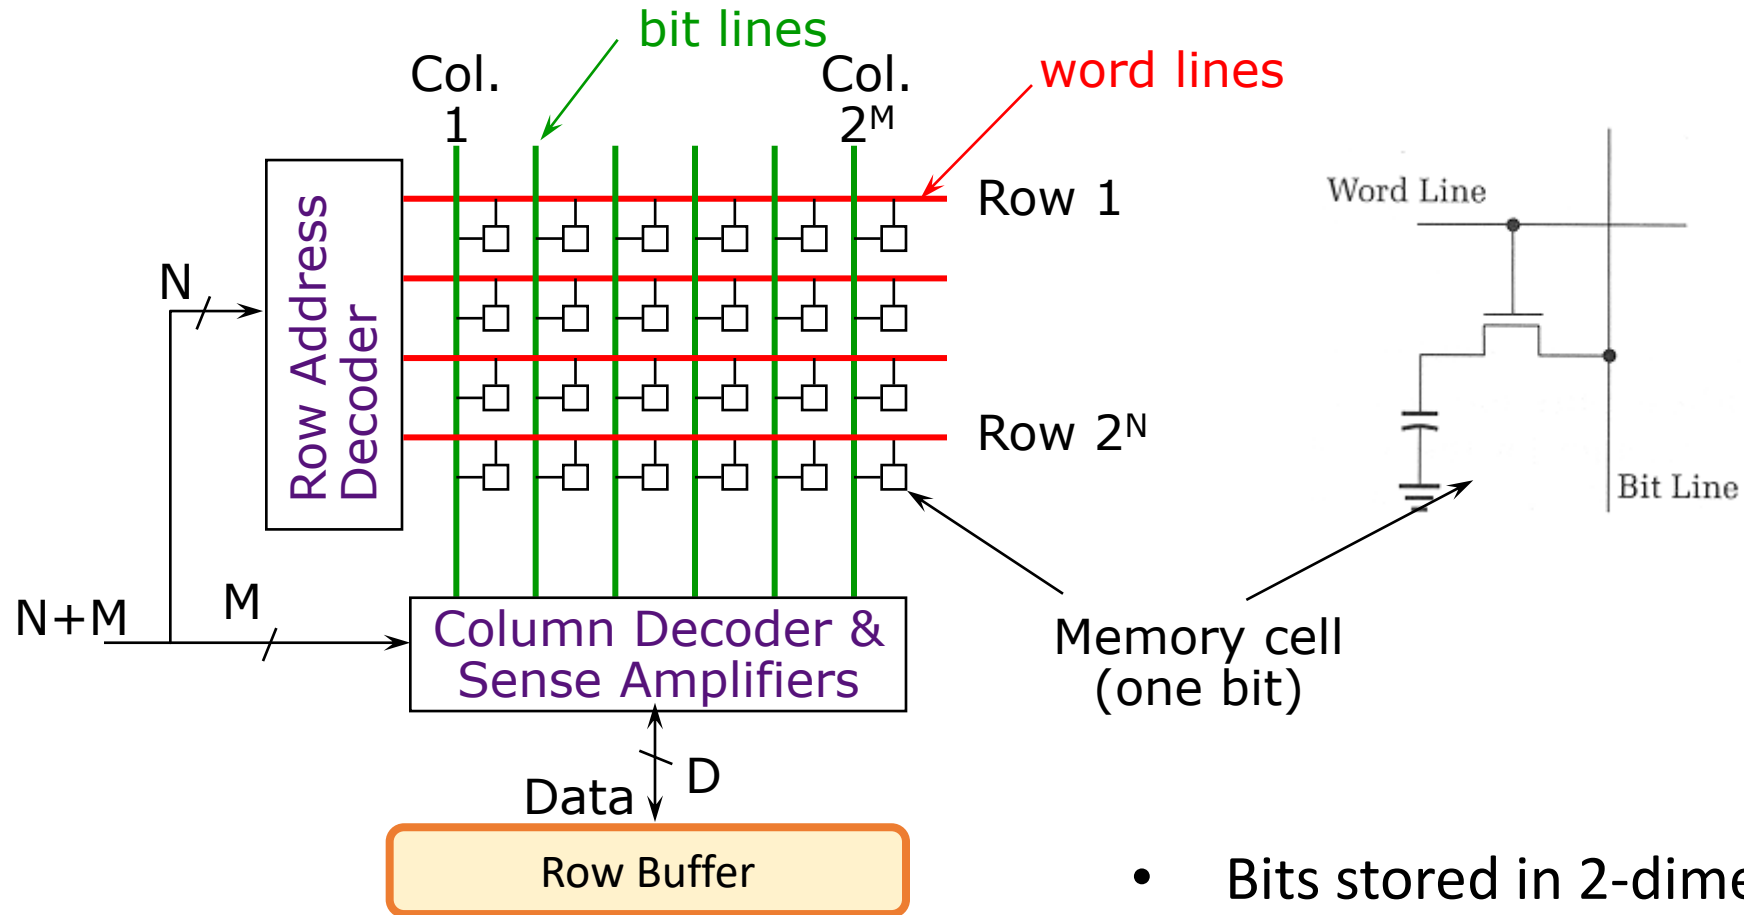 bit lines
Col.
1
Col.
2ᴹ
word lines
Row Address
Decoder
Row 1
Word Line
N
Row 2ᴺ
Bit Line
N+M
M
Column Decoder &
Sense Amplifiers
Memory cell
(one bit)
D
Data
Row Buffer
• Bits stored in 2-dime